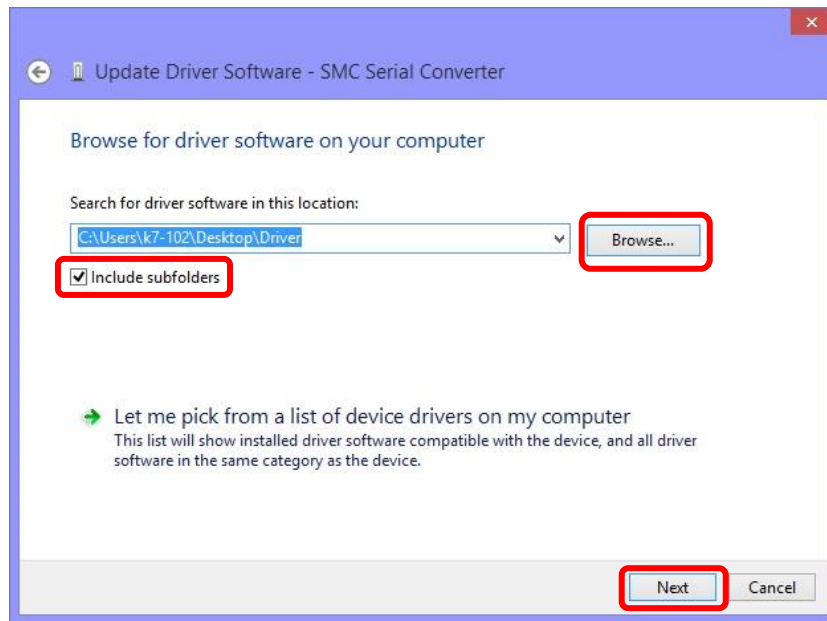 Update Driver Software - SMC Serial Converter
Browse for driver software on your computer
Search for driver software in this location:
C:\Users\k7-102\Desktop\Driver
Browse...
Include subfolders
Let me pick from a list of device drivers on my computer
This list will show installed driver software compatible with the device, and all driver
software in the same category as the device.
Next
Cancel